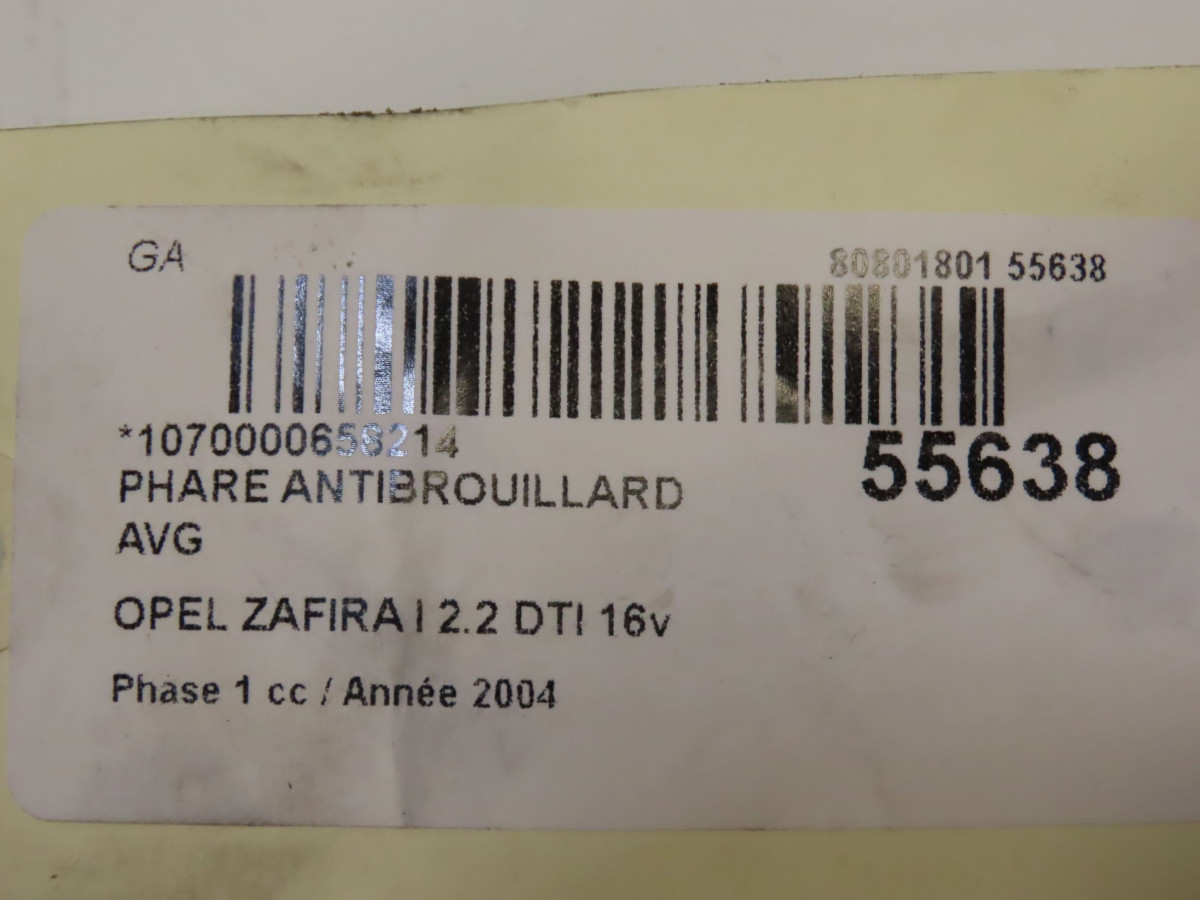 GA
80801801 55638
*1070000658214
55638
PHARE ANTIBROUILLARD
AVG
OPEL ZAFIRA I 2.2 DTI 16v
Phase 1 cc / Année 2004